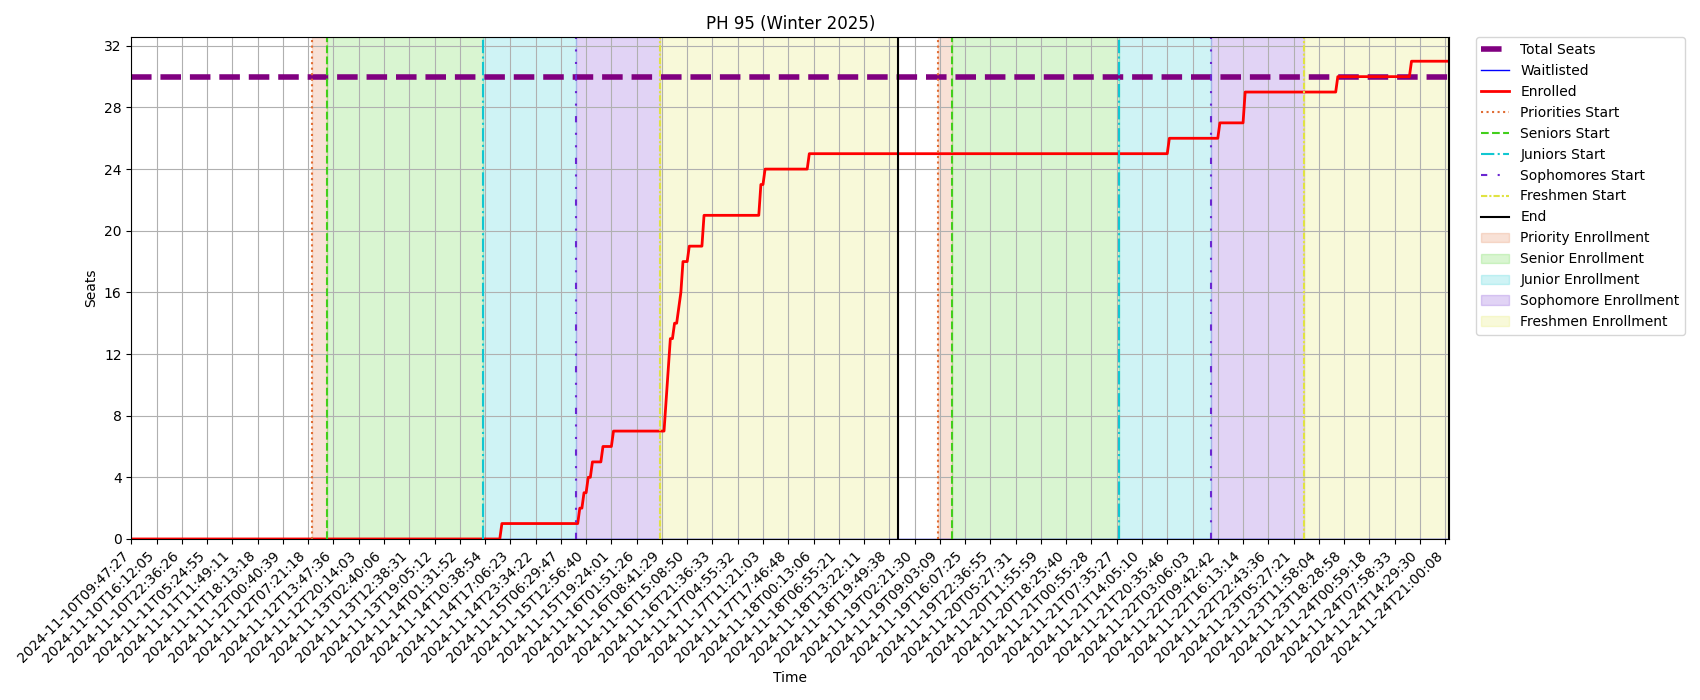 PH 95 (Winter 2025)
32
28
24
20
16
12
8
4
0
Seats
2024-11-10T09:47:27
2024-11-10T16:12:05
2024-11-10T22:36:26
2024-11-11T05:24:55
2024-11-11T11:49:11
2024-11-11T18:13:18
2024-11-12T00:40:39
2024-11-12T07:21:18
2024-11-12T13:47:36
2024-11-12T20:14:03
2024-11-13T02:40:06
2024-11-13T12:38:31
2024-11-13T19:05:12
2024-11-14T01:31:52
2024-11-14T10:38:54
2024-11-14T17:06:23
2024-11-14T23:34:22
2024-11-15T06:29:47
2024-11-15T12:56:40
2024-11-15T19:24:01
2024-11-16T01:51:26
2024-11-16T08:41:29
2024-11-16T15:08:50
2024-11-16T21:36:33
2024-11-17T04:55:32
2024-11-17T11:21:03
2024-11-17T17:46:48
2024-11-18T00:13:06
2024-11-18T06:55:21
2024-11-18T13:22:11
2024-11-18T19:49:38
2024-11-19T02:21:30
2024-11-19T09:03:09
2024-11-19T16:07:25
2024-11-19T22:36:55
2024-11-20T05:27:31
2024-11-20T11:55:59
2024-11-20T18:25:40
2024-11-21T00:55:28
2024-11-21T07:35:27
2024-11-21T14:05:10
2024-11-21T20:35:46
2024-11-22T03:06:03
2024-11-22T09:42:42
2024-11-22T16:13:14
2024-11-22T22:43:36
2024-11-23T05:27:21
2024-11-23T11:58:04
2024-11-23T18:28:58
2024-11-24T00:59:18
2024-11-24T07:58:33
2024-11-24T14:29:30
2024-11-24T21:00:08
Time
Total Seats
Waitlisted
Enrolled
Priorities Start
Seniors Start
Juniors Start
Sophomores Start
Freshmen Start
End
Priority Enrollment
Senior Enrollment
Junior Enrollment
Sophomore Enrollment
Freshmen Enrollment